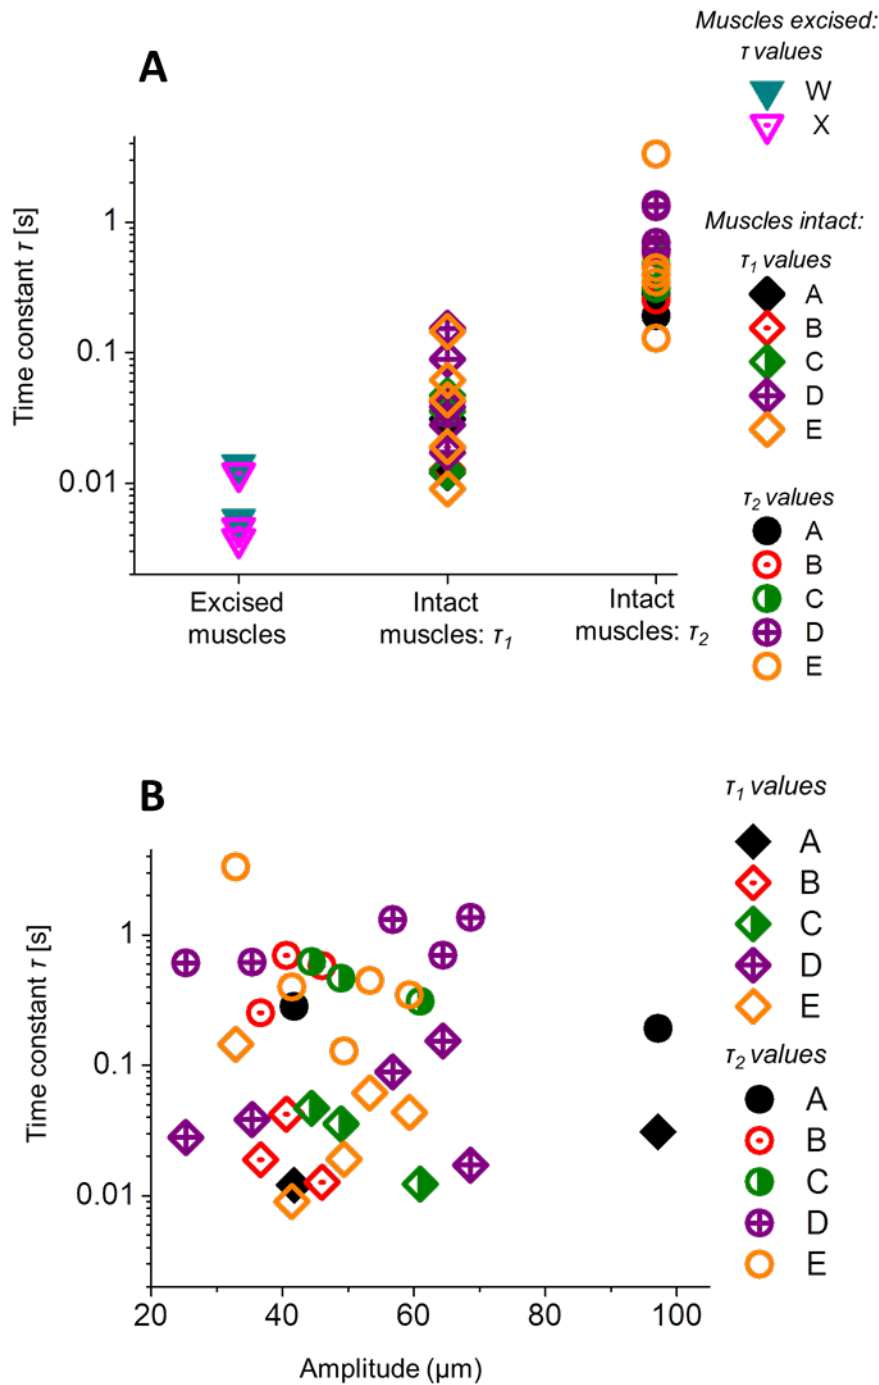 A
Muscles excised:
τ values
W
X
Time constant τ [s]
1
0.1
0.01
Excised
muscles
Intact
muscles: τ1
Intact
muscles: τ2
Muscles intact:
τ1 values
A
B
C
D
E
τ2 values
A
B
C
D
E
B
Time constant τ [s]
1
0.1
0.01
20
40
60
80
100
Amplitude (μm)
τ1 values
A
B
C
D
E
τ2 values
A
B
C
D
E